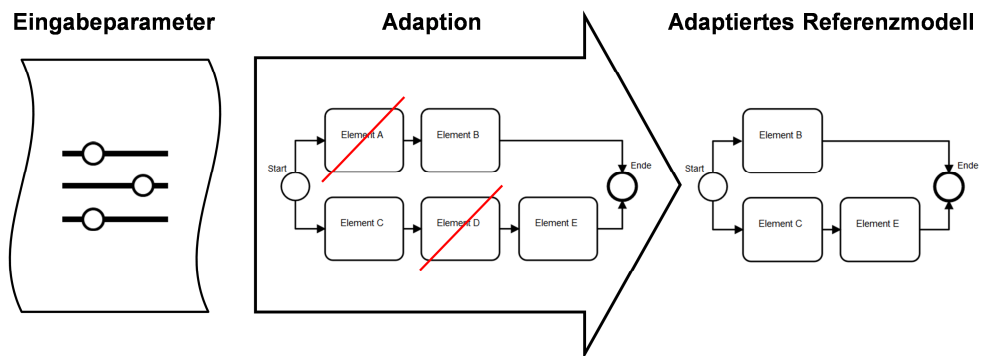 Eingabeparameter
Adaption
Adaptiertes Referenzmodell
Element A
Element B
Start
Ende
Element C
Element D
Element E
Element B
Start
Ende
Element C
Element E